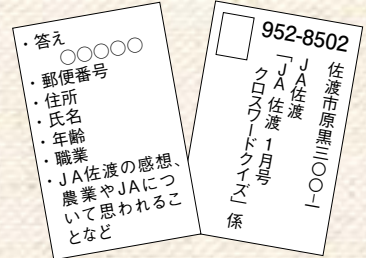 ・答え
○○○○○
・郵便番号
・住所
・氏名
・年齢
・職業
・JA佐渡の感想、
農業やJAにつ
いて思われるこ
となど
952-8502
佐渡市原黒三〇〇ー一
JA佐渡
「JA 佐渡 1月号
クロスワードクイズ」係